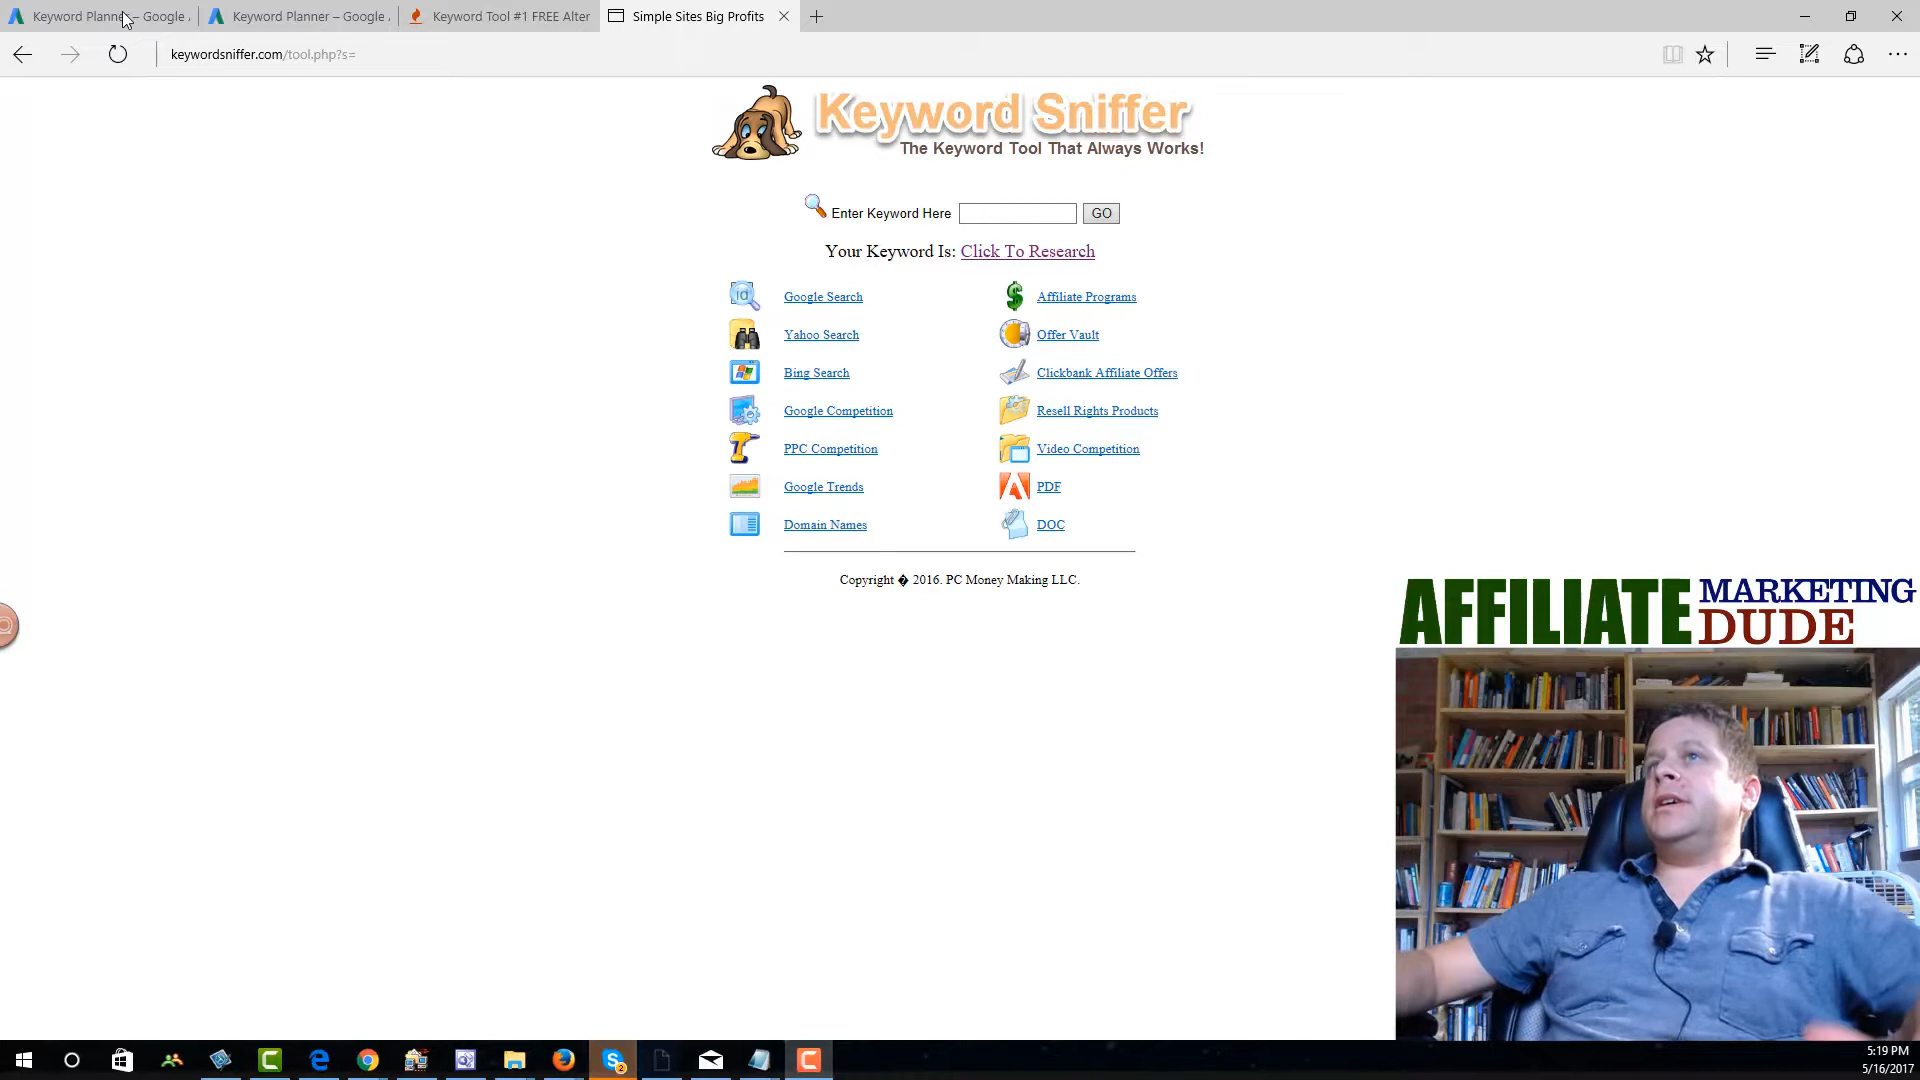 Keyword Planner – Google A
Keyword Planner – Google A
Keyword Tool #1 FREE Alter
Simple Sites Big Profits
keywordsniffer.com/tool.php?s=
Keyword Sniffer
The Keyword Tool That Always Works!
Enter Keyword Here
GO
Your Keyword Is: Click To Research
Google Search
Affiliate Programs
Yahoo Search
Offer Vault
Bing Search
Clickbank Affiliate Offers
Google Competition
Resell Rights Products
PPC Competition
Video Competition
Google Trends
PDF
Domain Names
DOC
Copyright � 2016. PC Money Making LLC.
AFFILIATE MARKETING DUDE
5:19 PM
5/16/2017